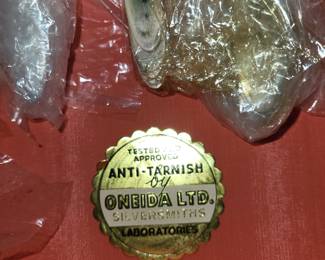 TESTED AND
APPROVED
ANTI-TARNISH
by
ONEIDA LTD.
SILVERSMITHS
LABORATORIES